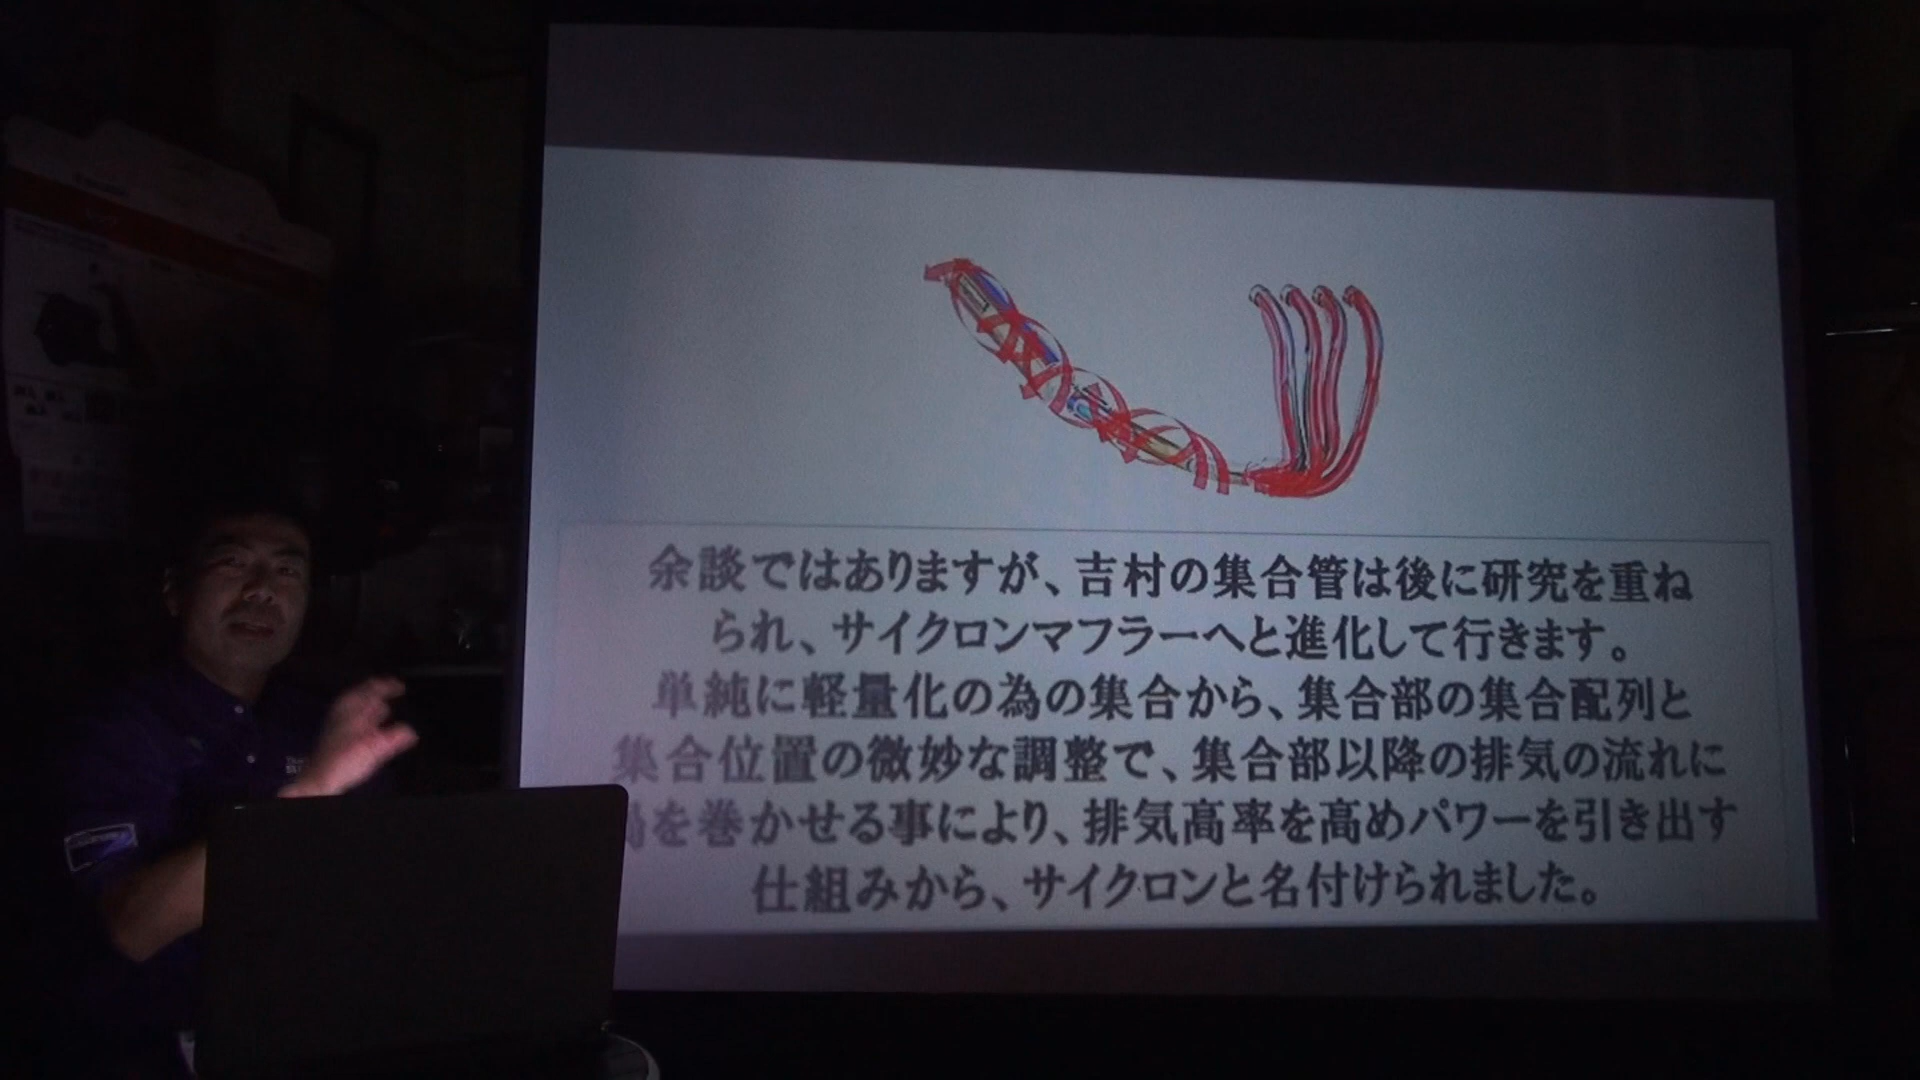 余談ではありますが、吉村の集合管は後に研究を重ね
られ、サイクロンマフラーへと進化して行きます。
単純に軽量化の為の集合から、集合部の集合配列と
集合位置の微妙な調整で、集合部以降の排気の流れに
渦を巻かせる事により、排気高率を高めパワーを引き出す
仕組みから、サイクロンと名付けられました。